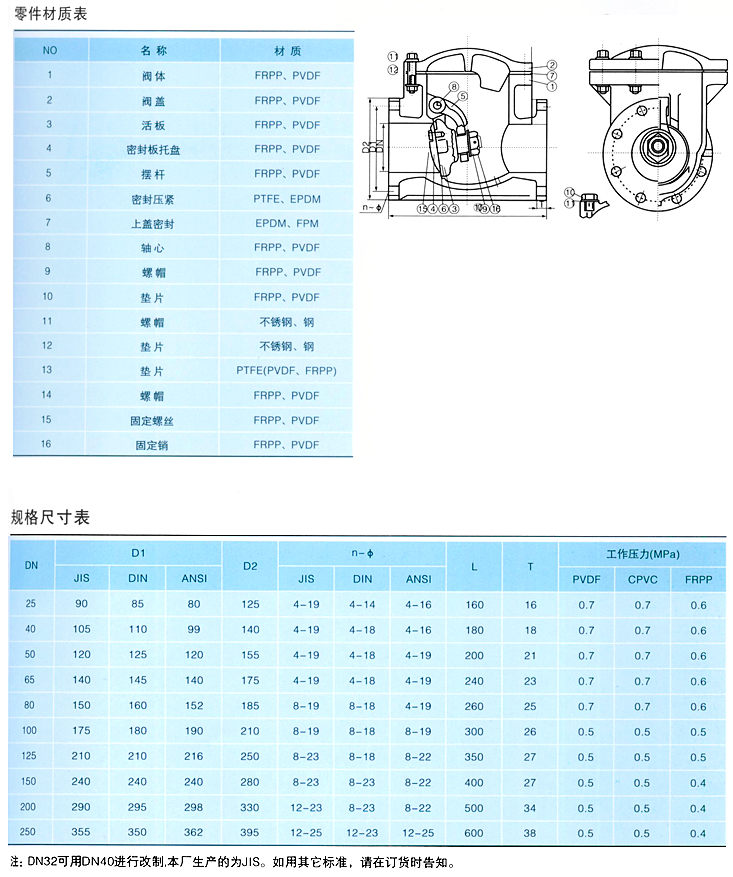 零件材质表
NO 名称 材质
1 阀体 FRPP、PVDF
2 阀盖 FRPP、PVDF
3 活板 FRPP、PVDF
4 密封板托盘 FRPP、PVDF
5 摆杆 FRPP、PVDF
6 密封压紧 PTFE、EPDM
7 上盖密封 EPDM、FPM
8 轴心 FRPP、PVDF
9 螺帽 FRPP、PVDF
10 垫片 FRPP、PVDF
11 螺帽 不锈钢、钢
12 垫片 不锈钢、钢
13 垫片 PTFE(PVDF、FRPP)
14 螺帽 FRPP、PVDF
15 固定螺丝 FRPP、PVDF
16 固定销 FRPP、PVDF
11
12
2
7
1
8
5
D2
D1
DN
n-φ
15 4 6 3 9 16
L
T
10
11
规格尺寸表
DN D1 D2 n-φ L T 工作压力(MPa)
JIS DIN ANSI JIS DIN ANSI PVDF CPVC FRPP
25 90 85 80 125 4-19 4-14 4-16 160 16 0.7 0.7 0.6
40 105 110 99 140 4-19 4-18 4-16 180 18 0.7 0.7 0.6
50 120 125 120 155 4-19 4-18 4-19 200 21 0.7 0.7 0.6
65 140 145 140 175 4-19 4-18 4-19 240 23 0.7 0.7 0.6
80 150 160 152 185 8-19 8-18 8-19 260 25 0.7 0.7 0.6
100 175 180 190 210 8-19 8-18 8-19 300 26 0.5 0.5 0.5
125 210 210 216 250 8-23 8-18 8-22 350 27 0.5 0.5 0.5
150 240 240 240 280 8-23 8-23 8-22 400 27 0.5 0.5 0.4
200 290 295 298 330 12-23 8-23 8-22 500 34 0.5 0.5 0.4
250 355 350 362 395 12-25 12-23 12-25 600 38 0.5 0.5 0.4
注: DN32可用DN40进行改制,本厂生产的为JIS。如用其它标准，请在订货时告知。